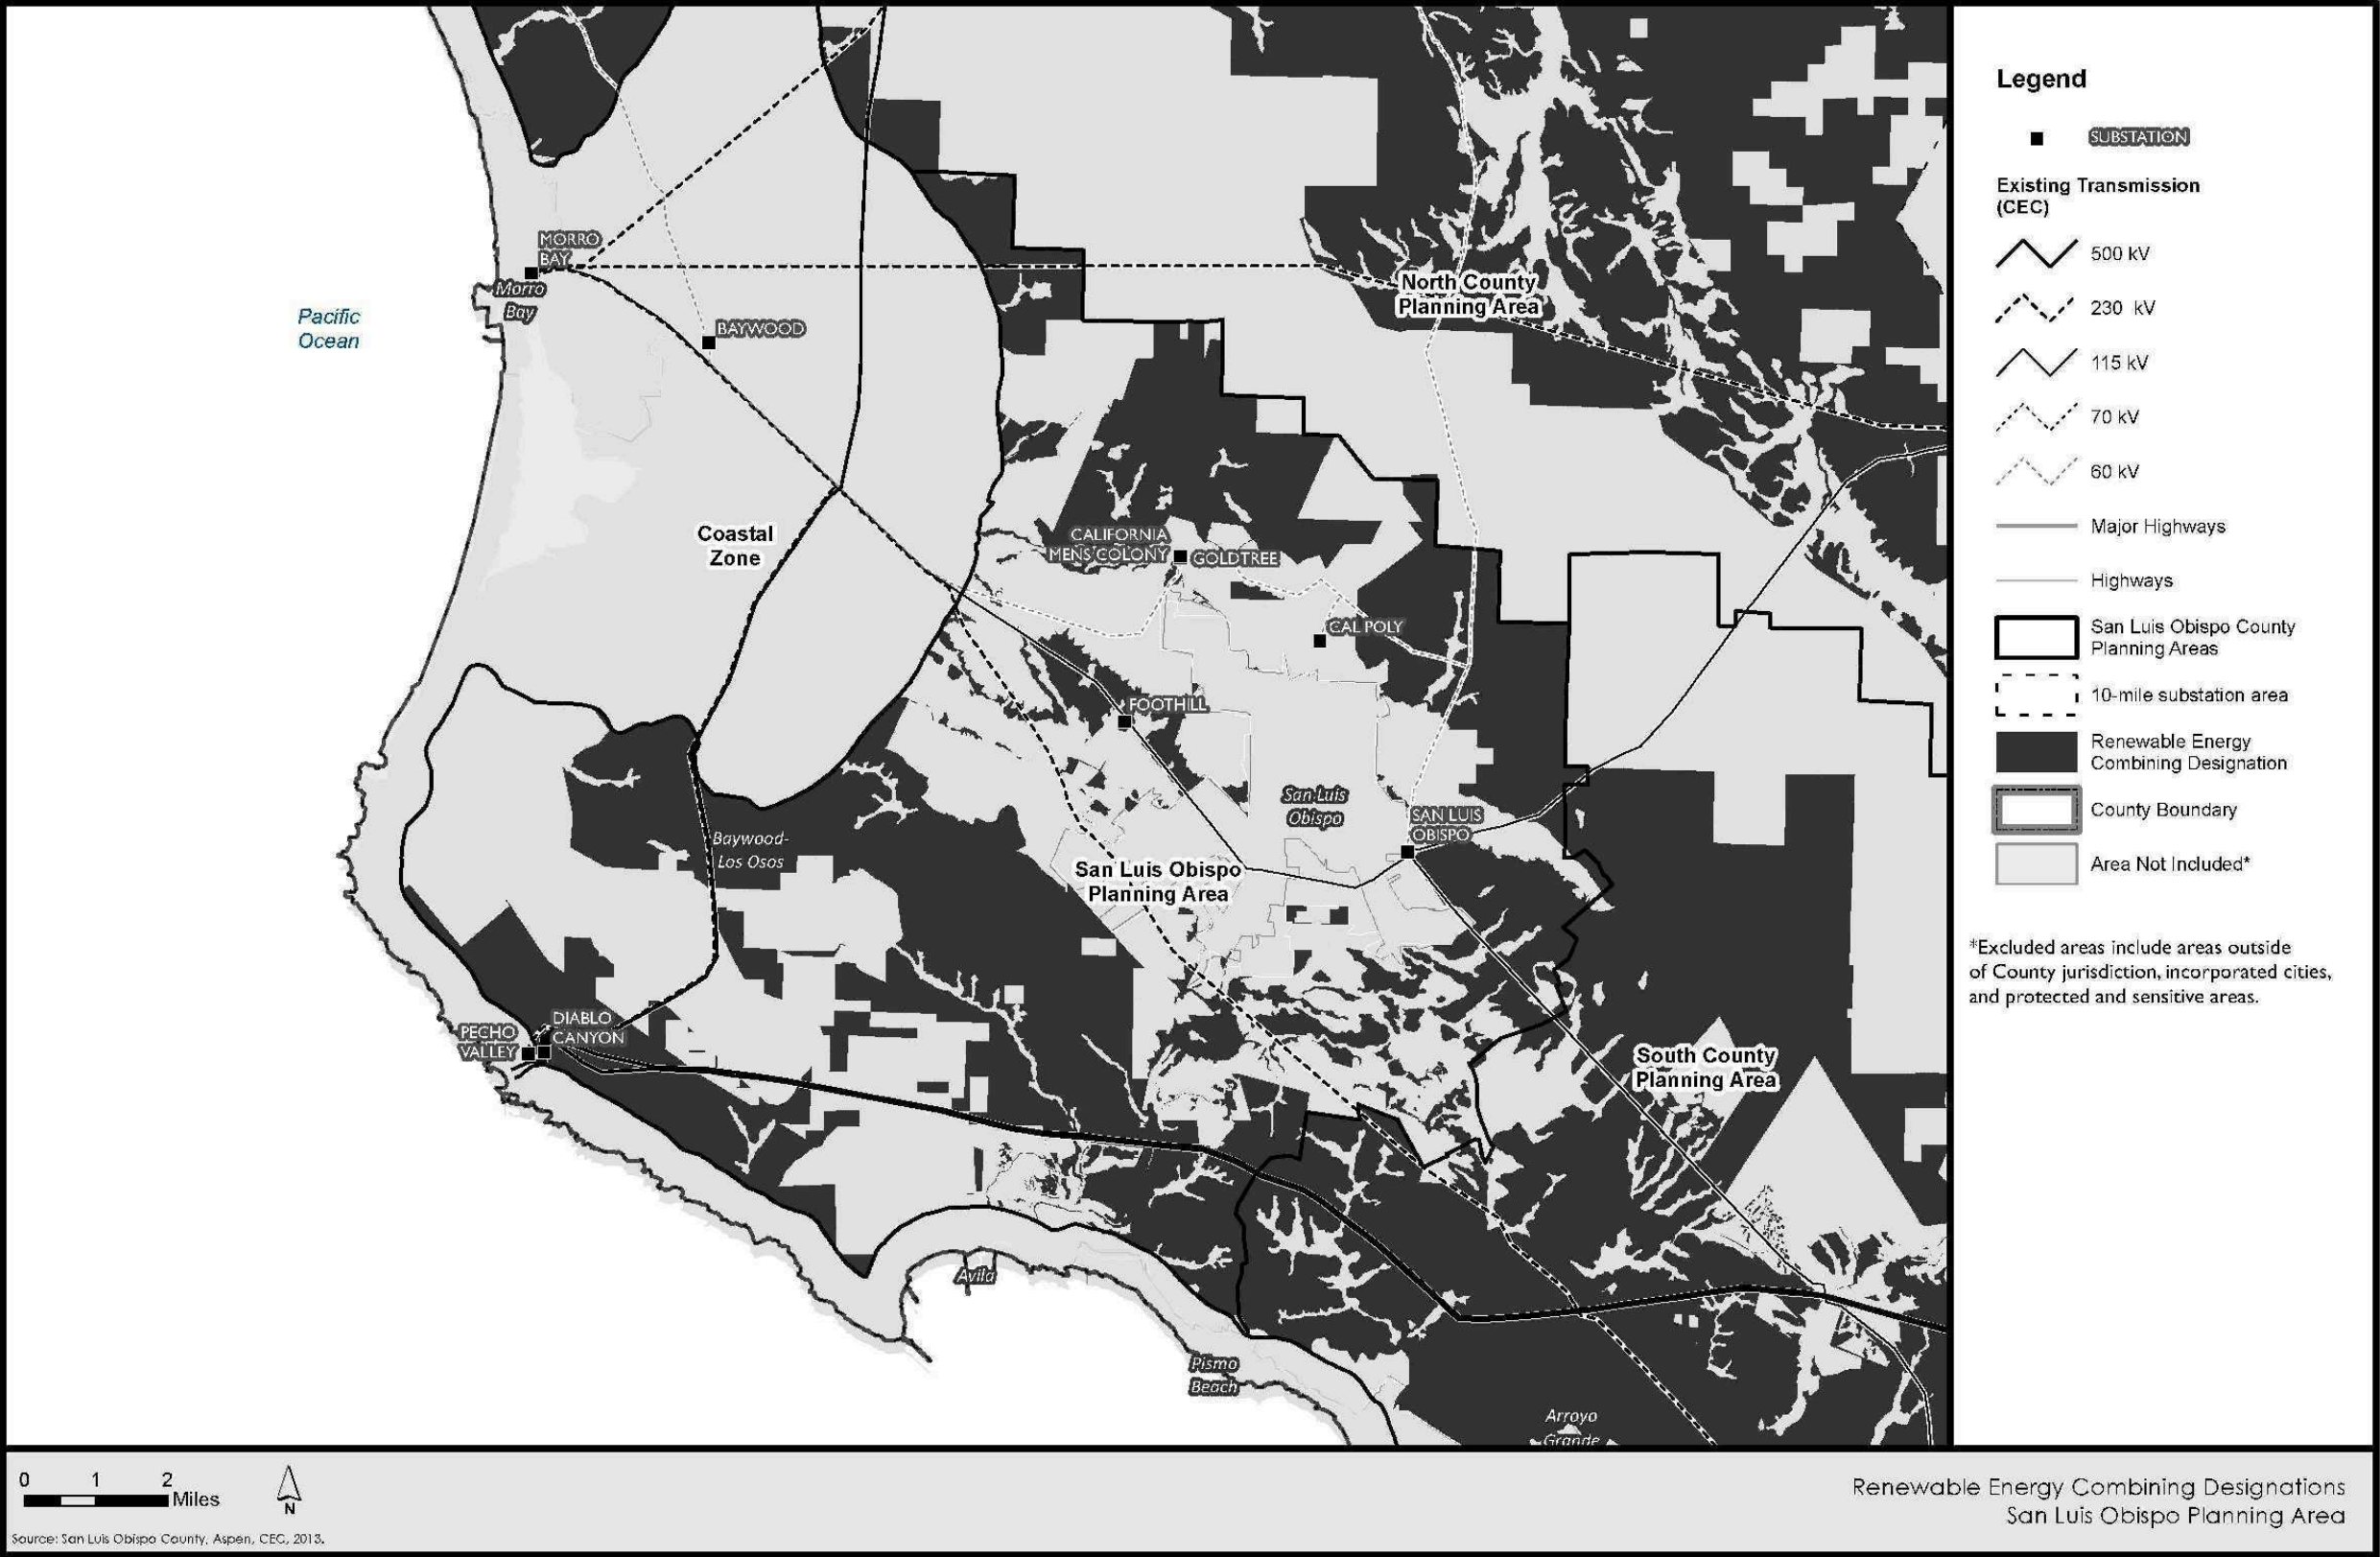 MORRO
BAY
Morro
Bay
Pacific
Ocean
BAYWOOD
North County
Planning Area
Coastal
Zone
CALIFORNIA
MENS COLONY
GOLDTREE
CAL POLY
FOOTHILL
San Luis
Obispo
SAN LUIS
OBISPO
Baywood-
Los Osos
San Luis Obispo
Planning Area
PECHO
VALLEY
DIABLO
CANYON
South County
Planning Area
Avila
Pismo
Beach
Arroyo
Grande
Legend
SUBSTATION
Existing Transmission
(CEC)
500 kV
230 kV
115 kV
70 kV
60 kV
Major Highways
Highways
San Luis Obispo County
Planning Areas
10-mile substation area
Renewable Energy
Combining Designation
County Boundary
Area Not Included*
*Excluded areas include areas outside
of County jurisdiction, incorporated cities,
and protected and sensitive areas.
0 1 2
Miles
N
Source: San Luis Obispo County, Aspen, CEC, 2013.
Renewable Energy Combining Designations
San Luis Obispo Planning Area